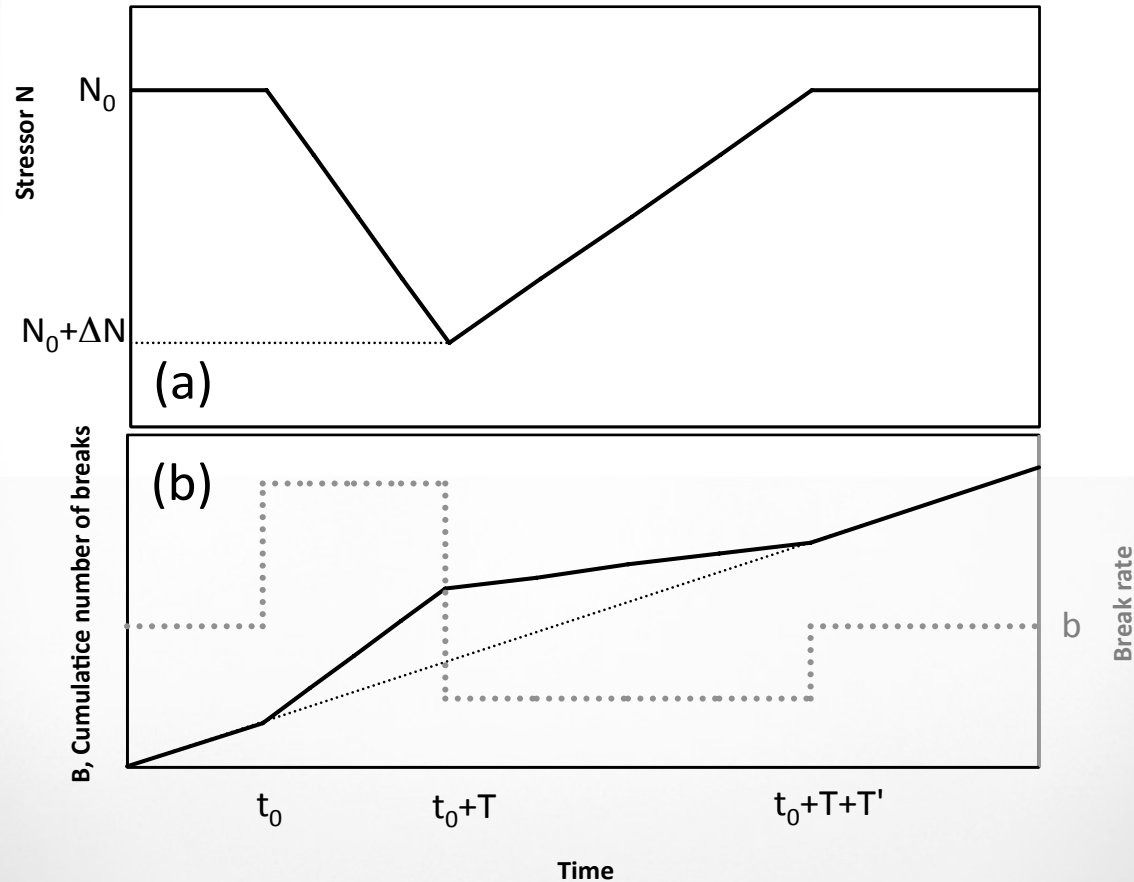 Stressor N
N₀
N₀+ΔN
(a)
B, Cumulatice number of breaks
(b)
b
Break rate
t₀
t₀+T
t₀+T+T'
Time